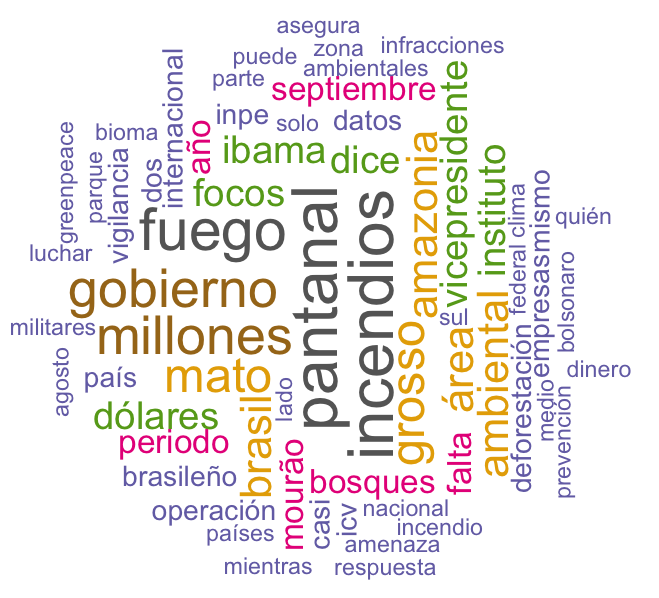 asegura
puede
zona
infracciones
parte
ambientales
septiembre
internacional
inpe
solo
datos
vicepresidente
bioma
año
ibama
dice
amazonia
greenpeace
parque
vigilancia
dos
focos
instituto
fuego
pantanal
incendios
federal
clima
mismo
quién
luchar
gobierno
sul
empresas
bolsonaro
militares
millones
grosso
área
ambiental
deforestación
agosto
país
mato
lado
dinero
medio
prevención
dólares
brasil
periodo
mourão
bosques
falta
brasileño
operación
casi
icv
nacional
países
incendio
amenaza
mientras
respuesta